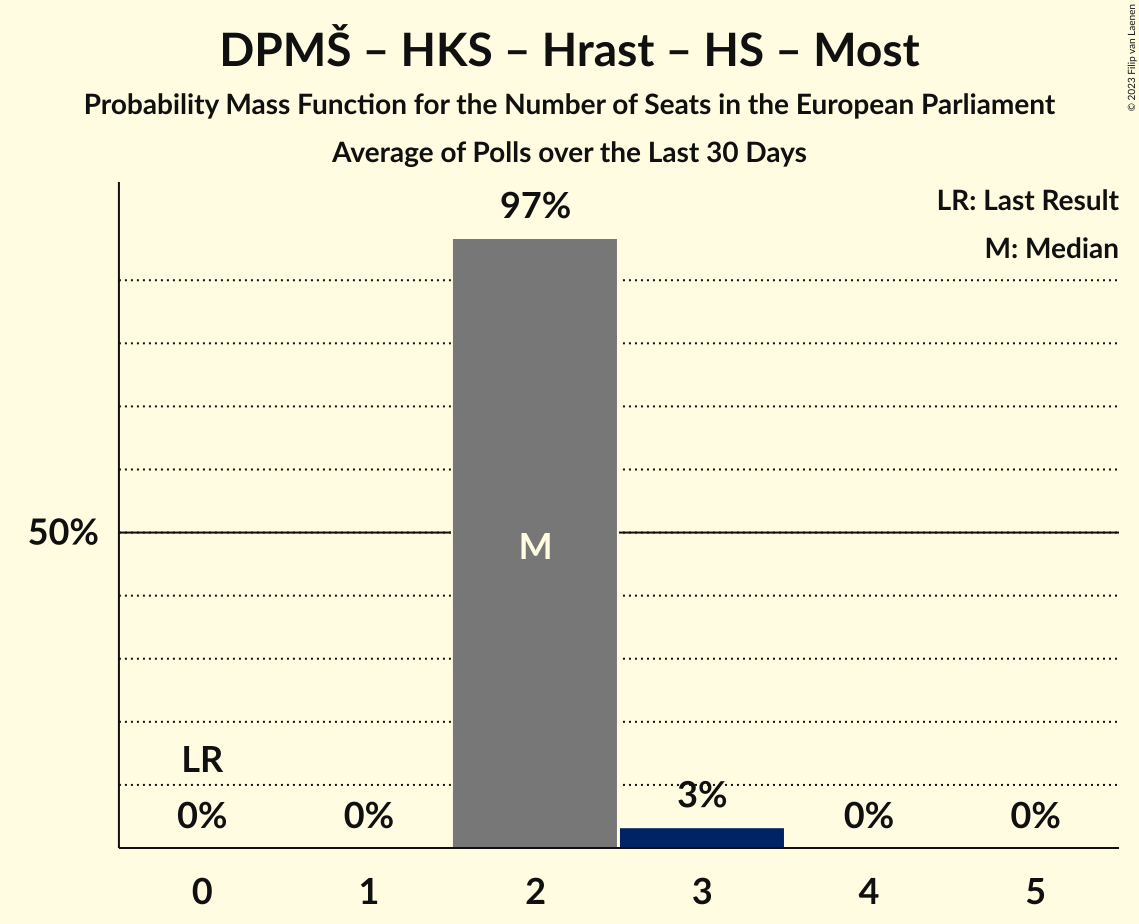 DPMŠ – HKS – Hrast – HS – Most
Probability Mass Function for the Number of Seats in the European Parliament
Average of Polls over the Last 30 Days
© 2023 Filip van Laenen
LR: Last Result
M: Median
97%
50%
M
LR
0%
0%
3%
0%
0%
0 1 2 3 4 5